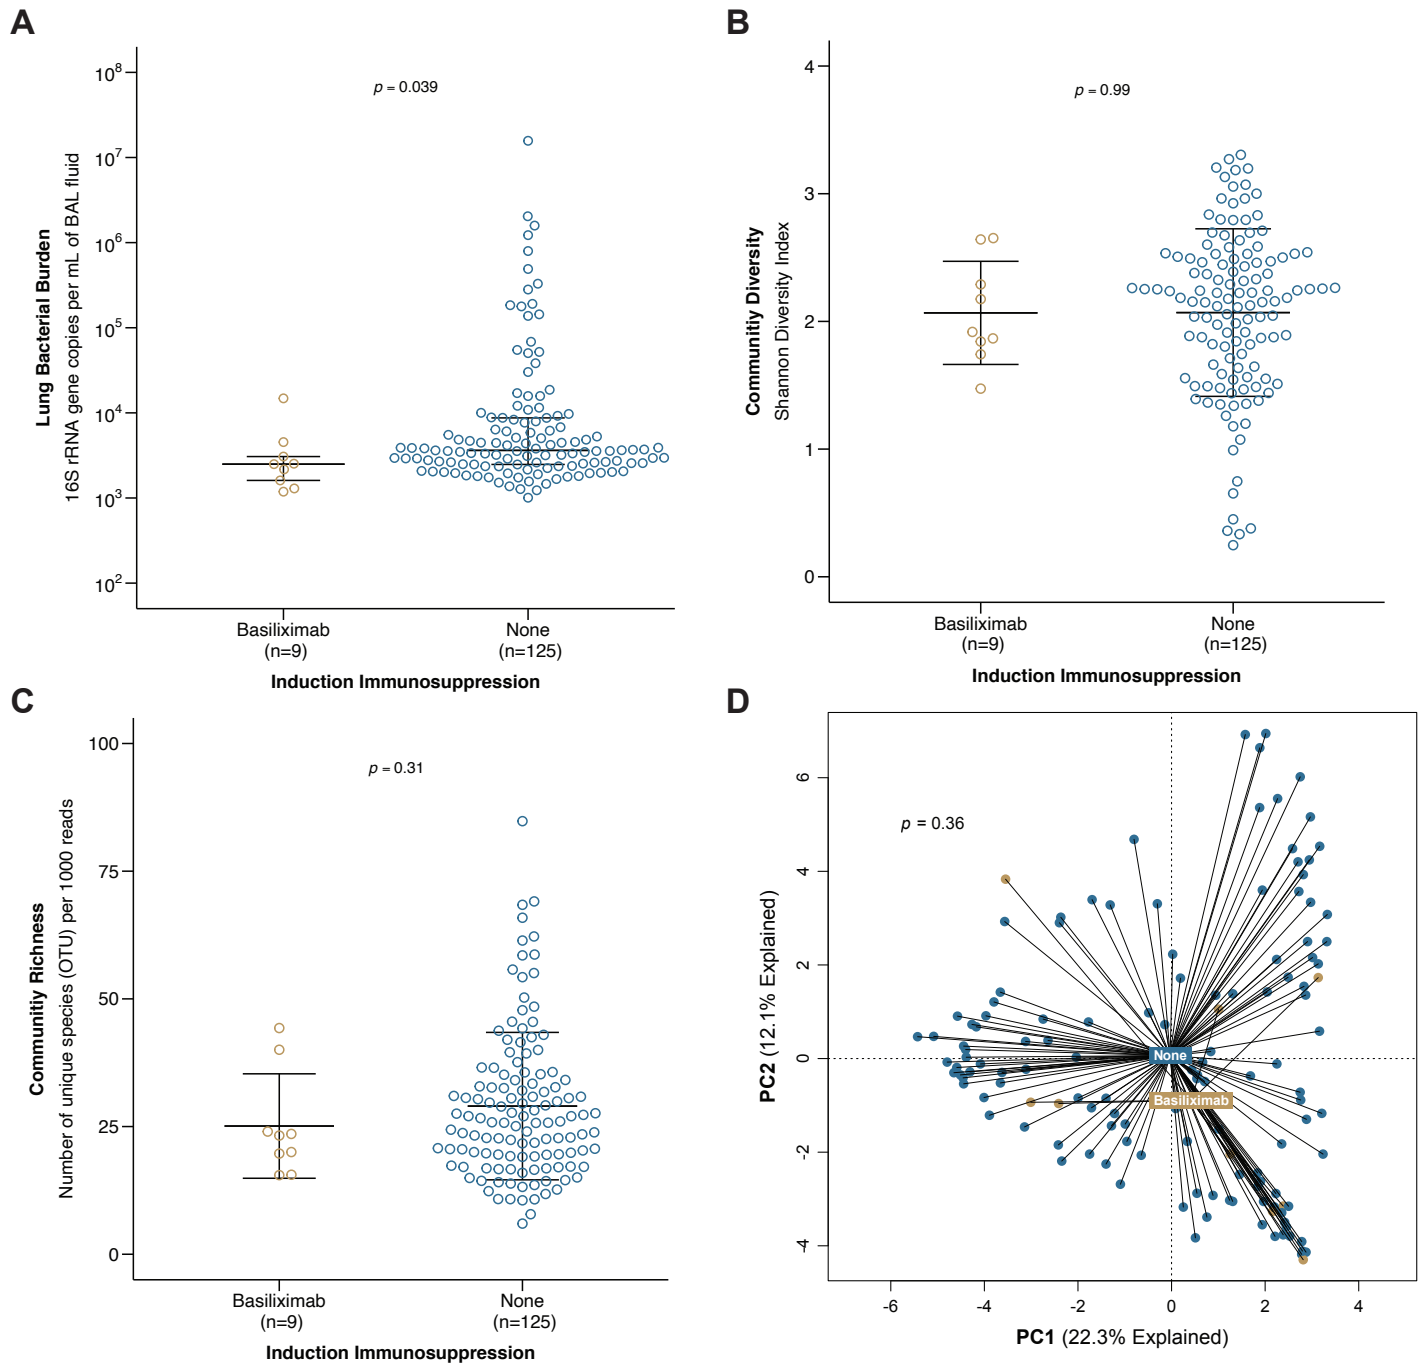 A
Lung Bacterial Burden
16S rRNA gene copies per mL of BAL fluid
p = 0.039
10^8
10^7
10^6
10^5
10^4
10^3
10^2
Basiliximab
(n=9)
None
(n=125)
Induction Immunosuppression
B
Communitiy Diversity
Shannon Diversity Index
p = 0.99
4
3
2
1
0
Basiliximab
(n=9)
None
(n=125)
Induction Immunosuppression
C
Communitiy Richness
Number of unique species (OTU) per 1000 reads
p = 0.31
100
75
50
25
0
Basiliximab
(n=9)
None
(n=125)
Induction Immunosuppression
D
PC2 (12.1% Explained)
p = 0.36
6
4
2
0
-2
-4
None
Basiliximab
-6
-4
-2
0
2
4
PC1 (22.3% Explained)